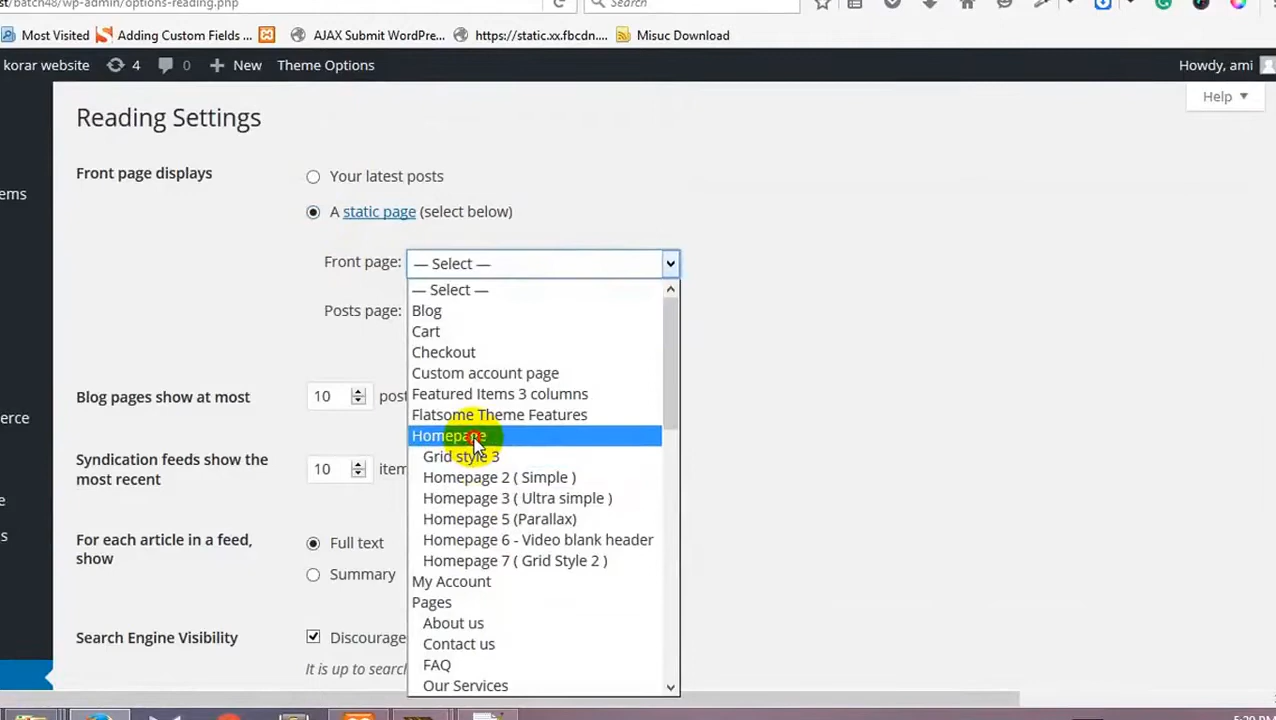 /batch48/wp-admin/options-reading.php
Search
Most Visited
Adding Custom Fields ...
AJAX Submit WordPre...
https://static.xx.fbcdn....
Misuc Download
korar website
4
0
New
Theme Options
Howdy, ami
Help
Reading Settings
Front page displays
Your latest posts
A static page (select below)
Front page:
— Select —
— Select —
Blog
Cart
Checkout
Custom account page
Featured Items 3 columns
Flatsome Theme Features
Homepage
Grid style 3
Homepage 2 ( Simple )
Homepage 3 ( Ultra simple )
Homepage 5 (Parallax)
Homepage 6 - Video blank header
Homepage 7 ( Grid Style 2 )
My Account
Pages
About us
Contact us
FAQ
Our Services
Posts page:
ems
Blog pages show at most
10
post
erce
Syndication feeds show the
most recent
10
item
For each article in a feed,
show
Full text
Summary
Search Engine Visibility
Discourage
It is up to searc